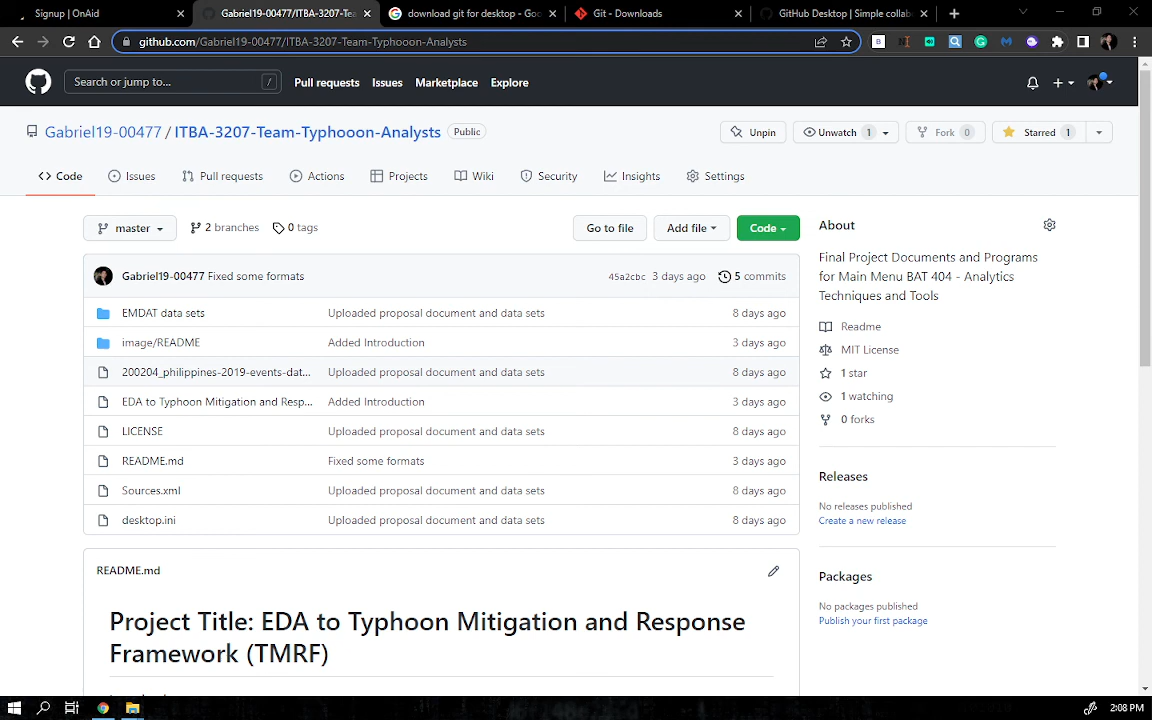 Signup | OnAid
Gabriel19-00477/ITBA-3207-Tea
download git for desktop - Goo
Git - Downloads
GitHub Desktop | Simple collab
github.com/Gabriel19-00477/ITBA-3207-Team-Typhooon-Analysts
Search or jump to...
/
Pull requests
Issues
Marketplace
Explore
Gabriel19-00477 / ITBA-3207-Team-Typhooon-Analysts
Public
Unpin
Unwatch 1
Fork 0
Starred 1
Code
Issues
Pull requests
Actions
Projects
Wiki
Security
Insights
Settings
master
2 branches
0 tags
Go to file
Add file
Code
Gabriel19-00477 Fixed some formats
45a2cbc 3 days ago
5 commits
EMDAT data sets Uploaded proposal document and data sets 8 days ago
image/README Added Introduction 3 days ago
200204_philippines-2019-events-dat... Uploaded proposal document and data sets 8 days ago
EDA to Typhoon Mitigation and Resp... Added Introduction 3 days ago
LICENSE Uploaded proposal document and data sets 8 days ago
README.md Fixed some formats 3 days ago
Sources.xml Uploaded proposal document and data sets 8 days ago
desktop.ini Uploaded proposal document and data sets 8 days ago
README.md
Project Title: EDA to Typhoon Mitigation and Response
Framework (TMRF)
About
Final Project Documents and Programs
for Main Menu BAT 404 - Analytics
Techniques and Tools
Readme
MIT License
1 star
1 watching
0 forks
Releases
No releases published
Create a new release
Packages
No packages published
Publish your first package
2:08 PM